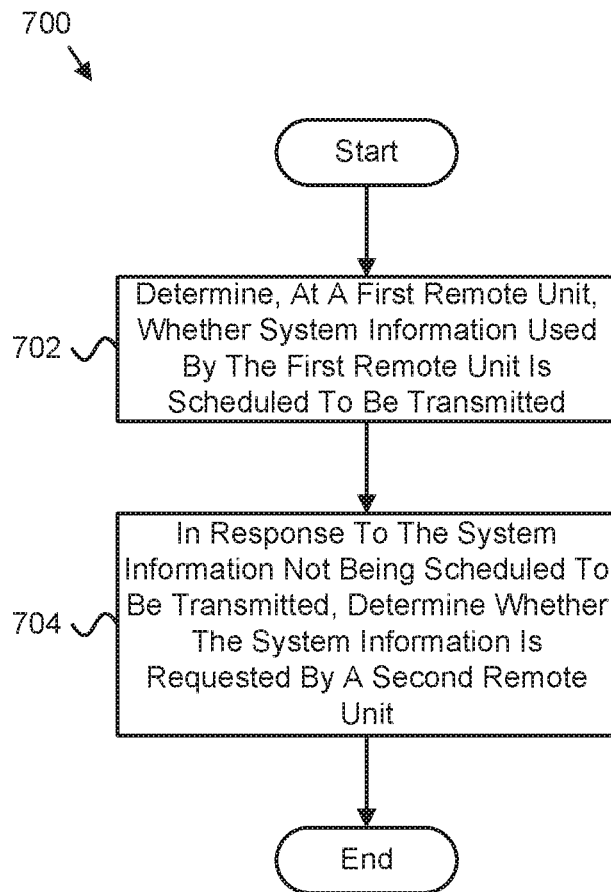 700
Start
Determine, At A First Remote Unit,
Whether System Information Used
By The First Remote Unit Is
Scheduled To Be Transmitted
702
In Response To The System
Information Not Being Scheduled To
Be Transmitted, Determine Whether
The System Information Is
Requested By A Second Remote
Unit
704
End